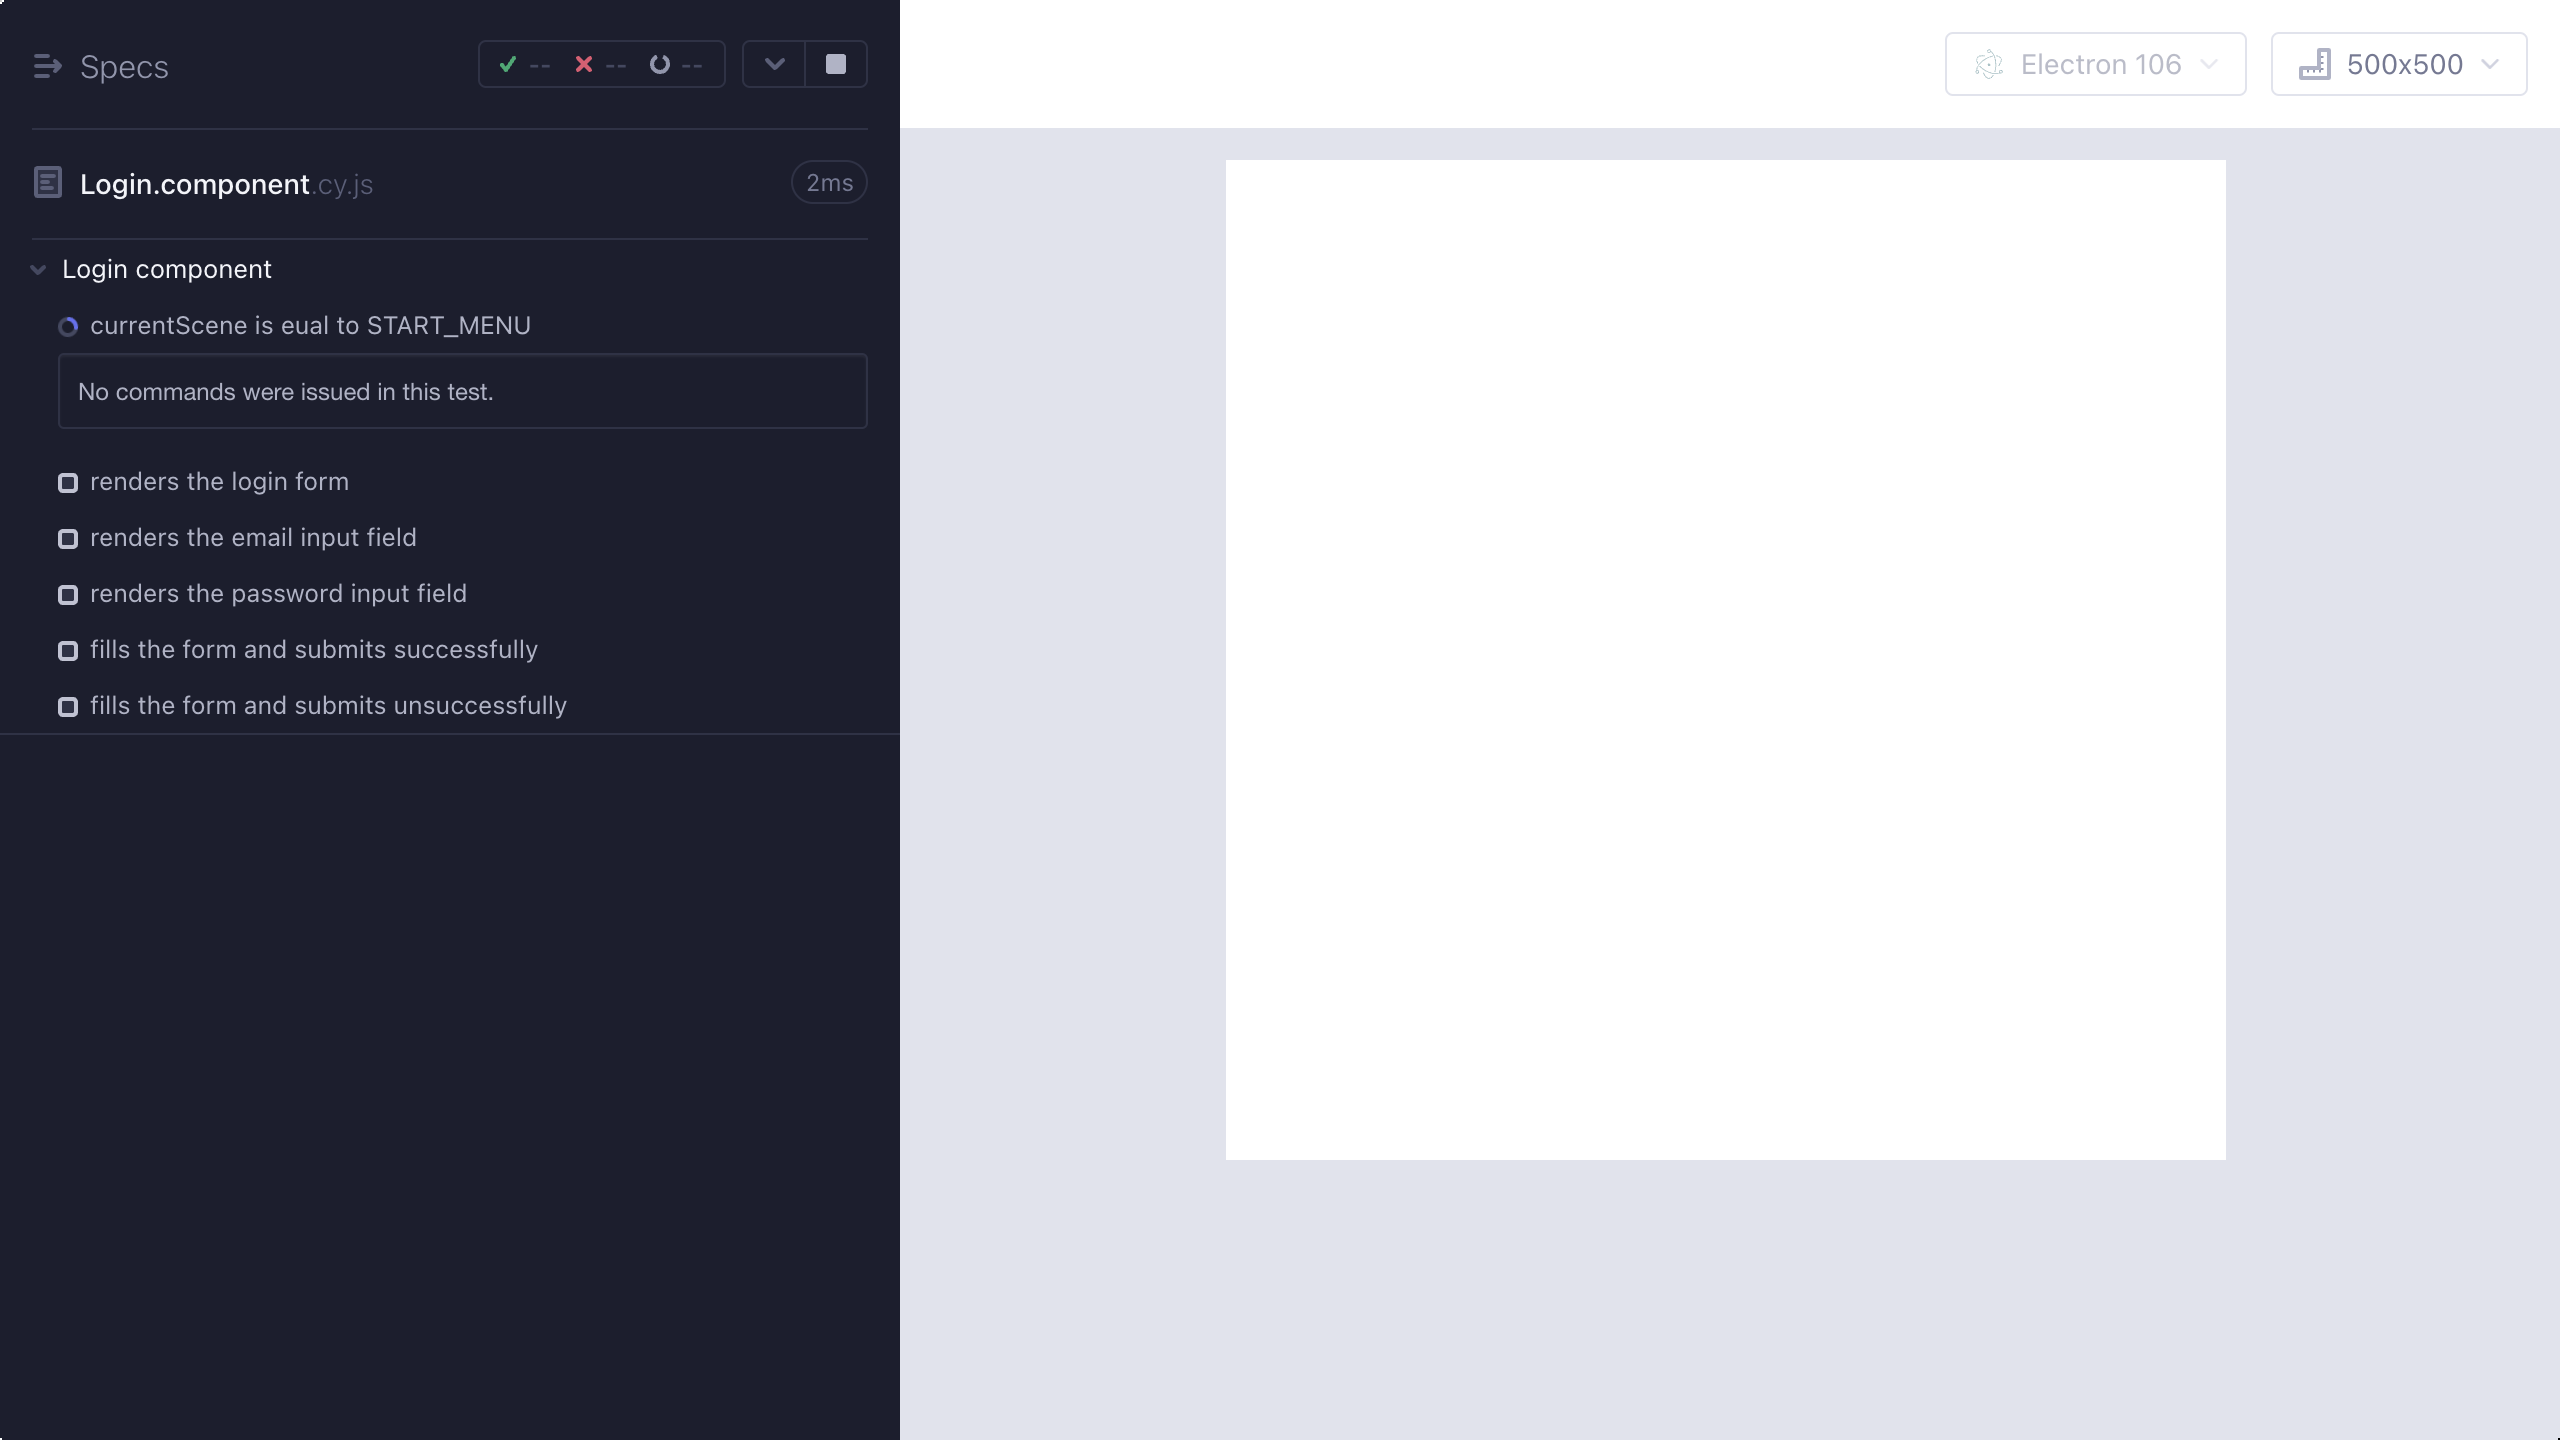 Specs
--
--
--
Electron 106
500x500
Login.component.cy.js
2ms
Login component
currentScene is eual to START_MENU
No commands were issued in this test.
renders the login form
renders the email input field
renders the password input field
fills the form and submits successfully
fills the form and submits unsuccessfully